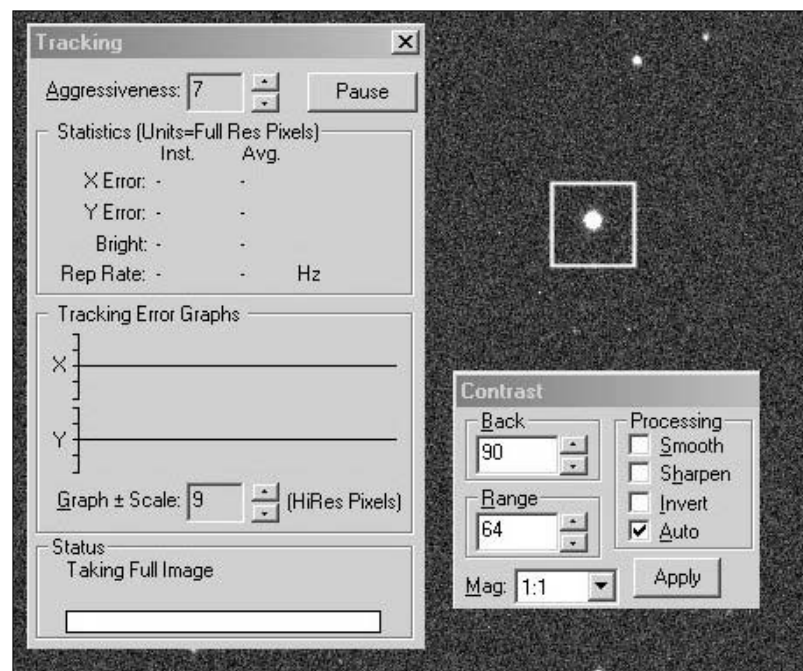 Tracking
Aggressiveness: 7
Pause
Statistics (Units=Full Res Pixels)
Inst. Avg.
X Error: - -
Y Error: - -
Bright: - -
Rep Rate: - - Hz
Tracking Error Graphs
X
Y
Graph ± Scale: 9 (HiRes Pixels)
Status
Taking Full Image
Contrast
Back
90
Range
64
Mag: 1:1
Processing
Smooth
Sharpen
Invert
Auto
Apply